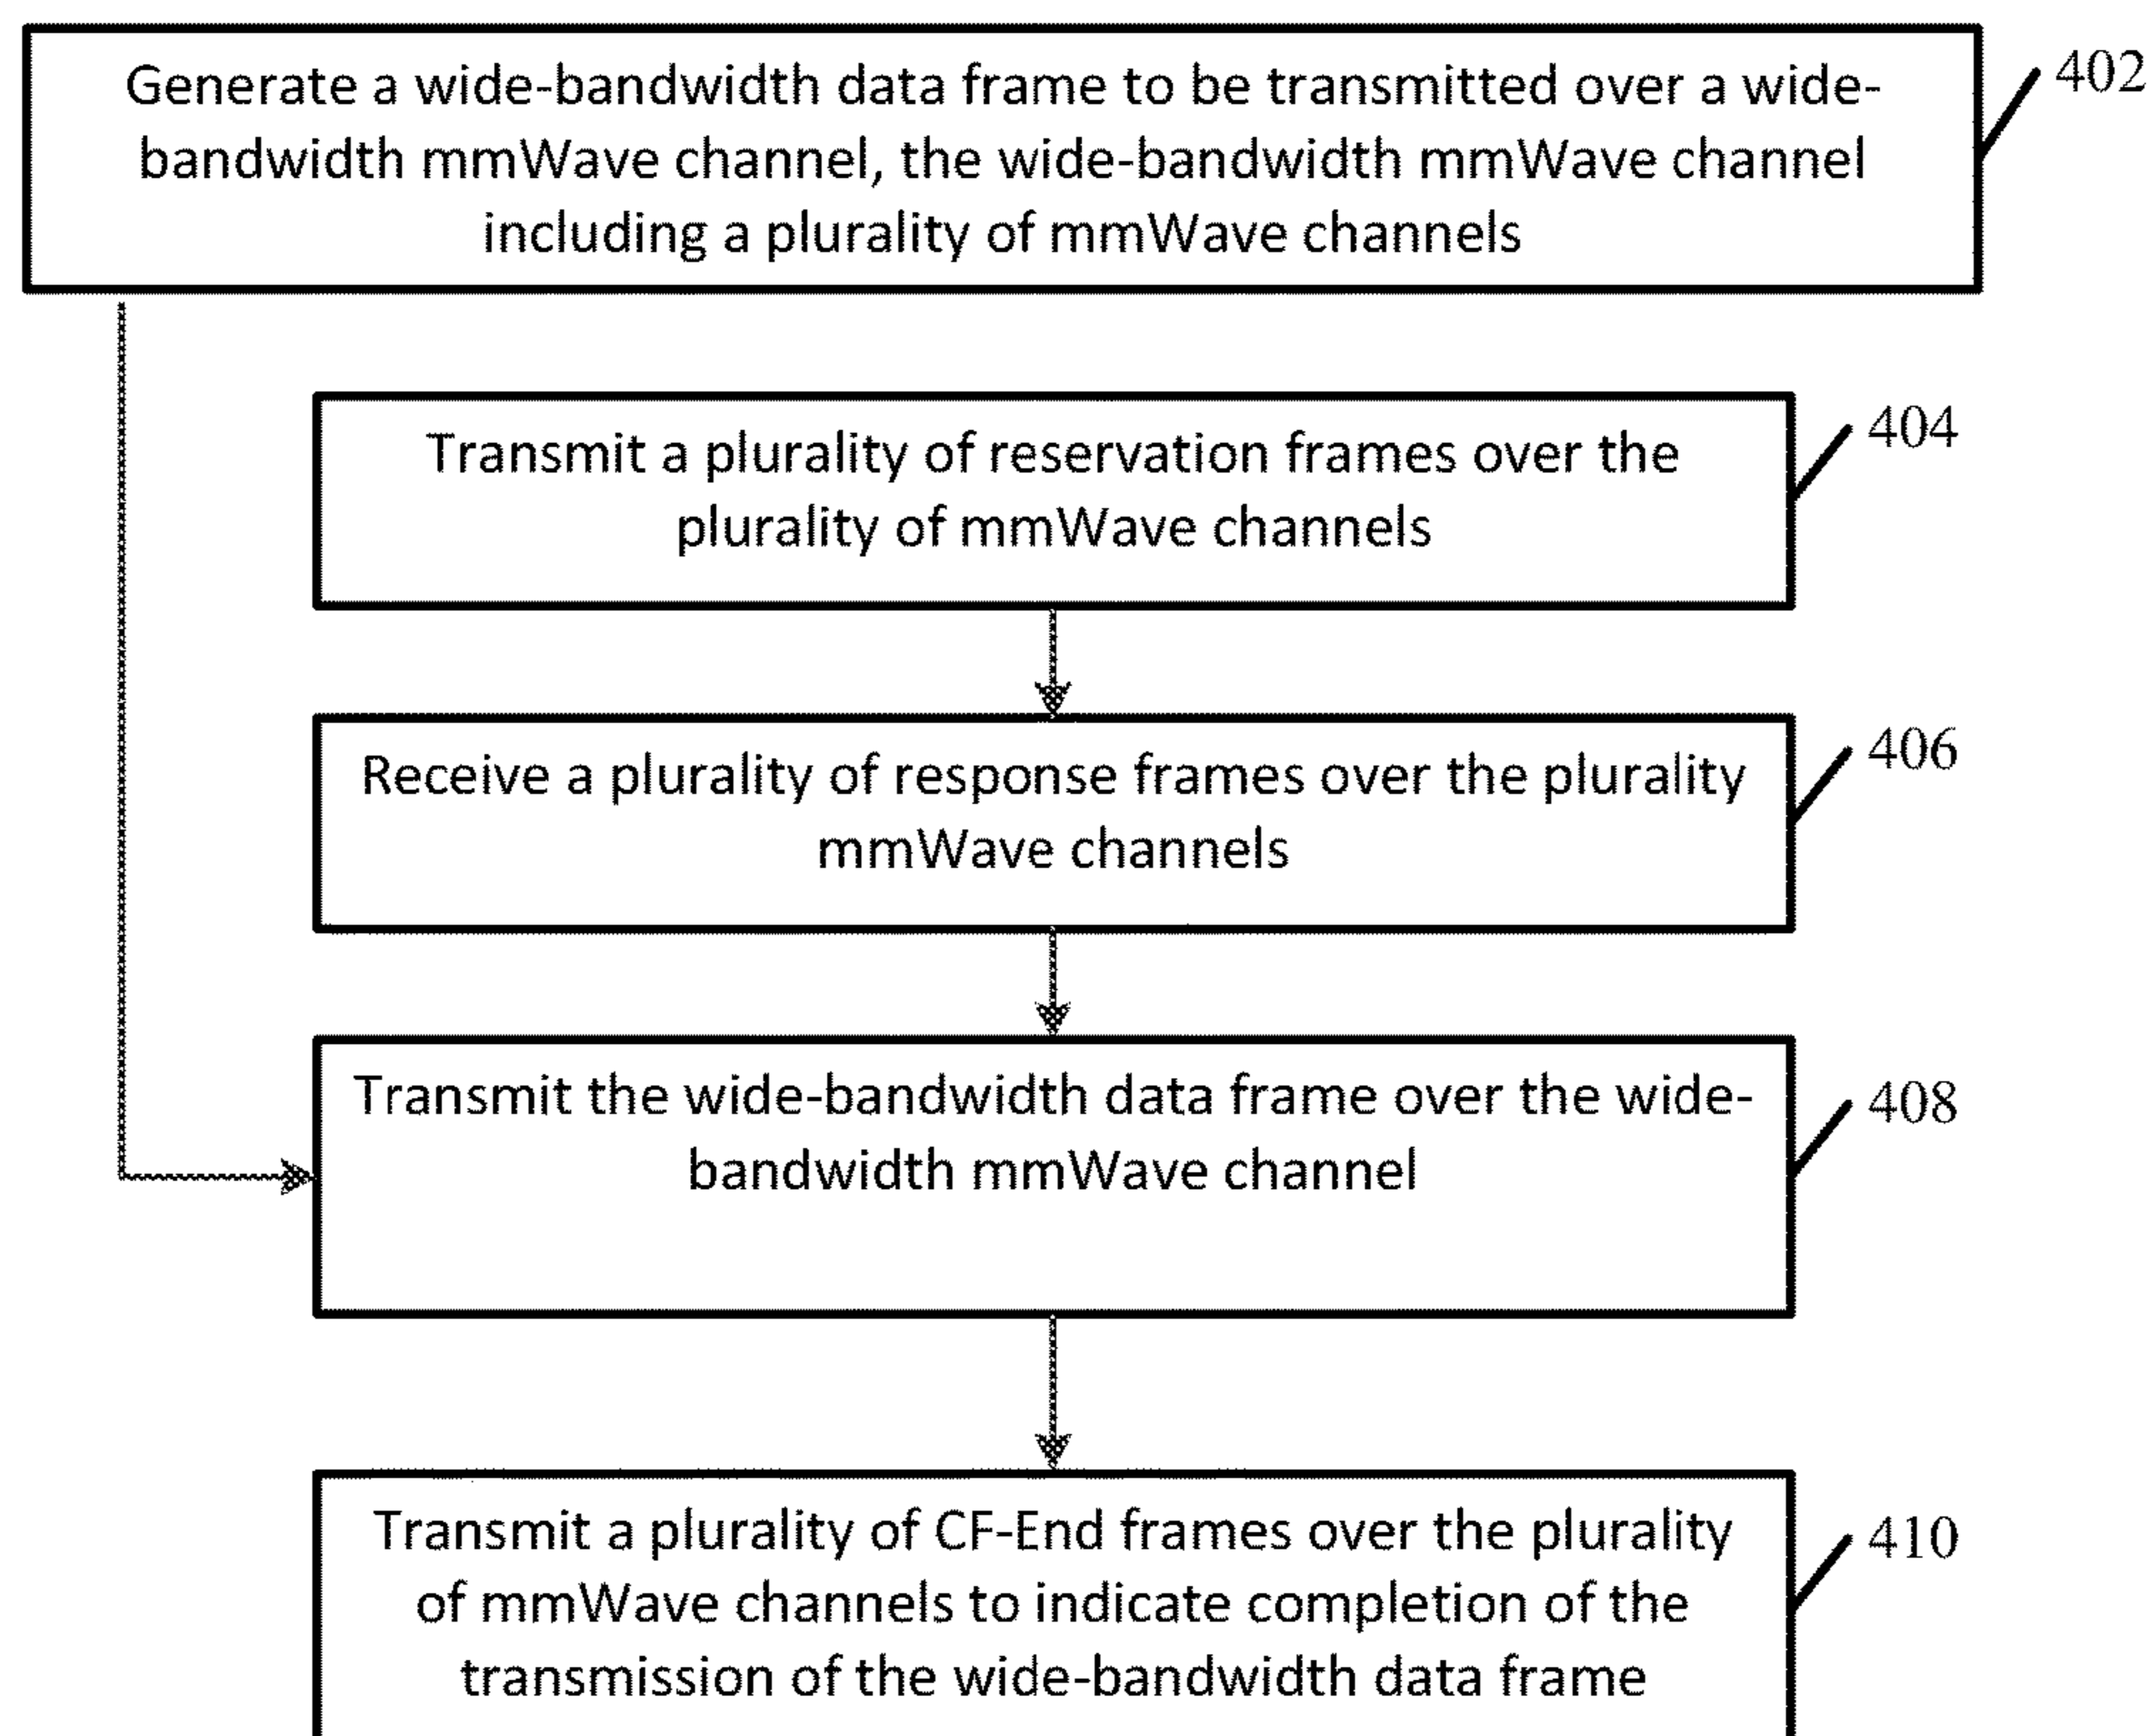 Generate a wide-bandwidth data frame to be transmitted over a wide-
bandwidth mmWave channel, the wide-bandwidth mmWave channel
including a plurality of mmWave channels
402
Transmit a plurality of reservation frames over the
plurality of mmWave channels
404
Receive a plurality of response frames over the plurality
mmWave channels
406
Transmit the wide-bandwidth data frame over the wide-
bandwidth mmWave channel
408
Transmit a plurality of CF-End frames over the plurality
of mmWave channels to indicate completion of the
transmission of the wide-bandwidth data frame
410